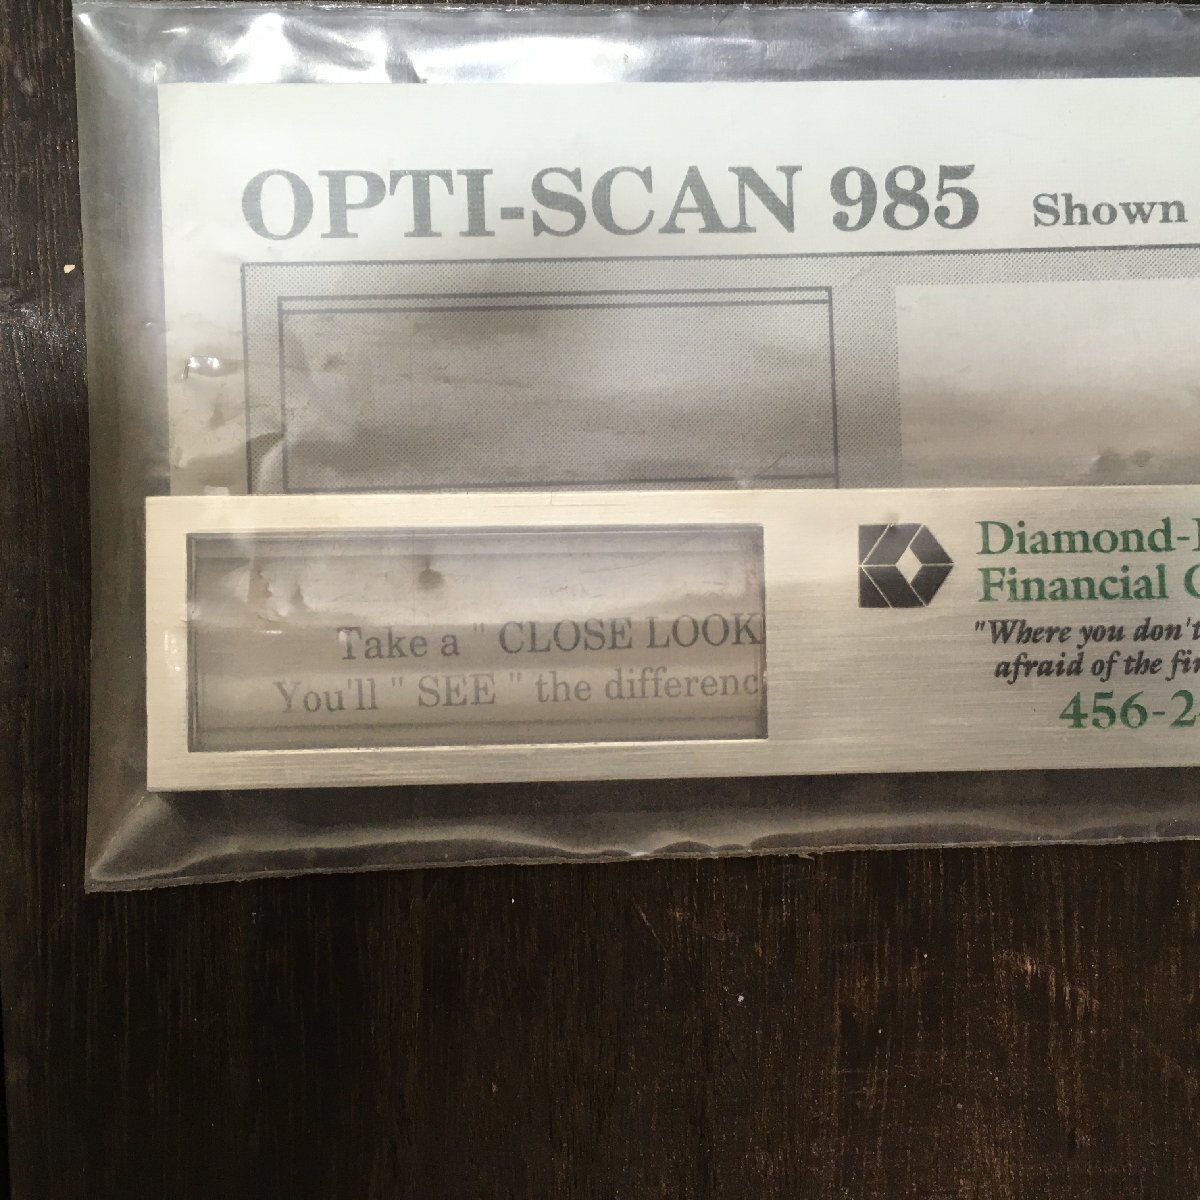 OPTI-SCAN 985 Shown
Take a " CLOSE LOOK
You'll " SEE " the differenc
Diamond-
Financial
"Where you don't
afraid of the
456-2